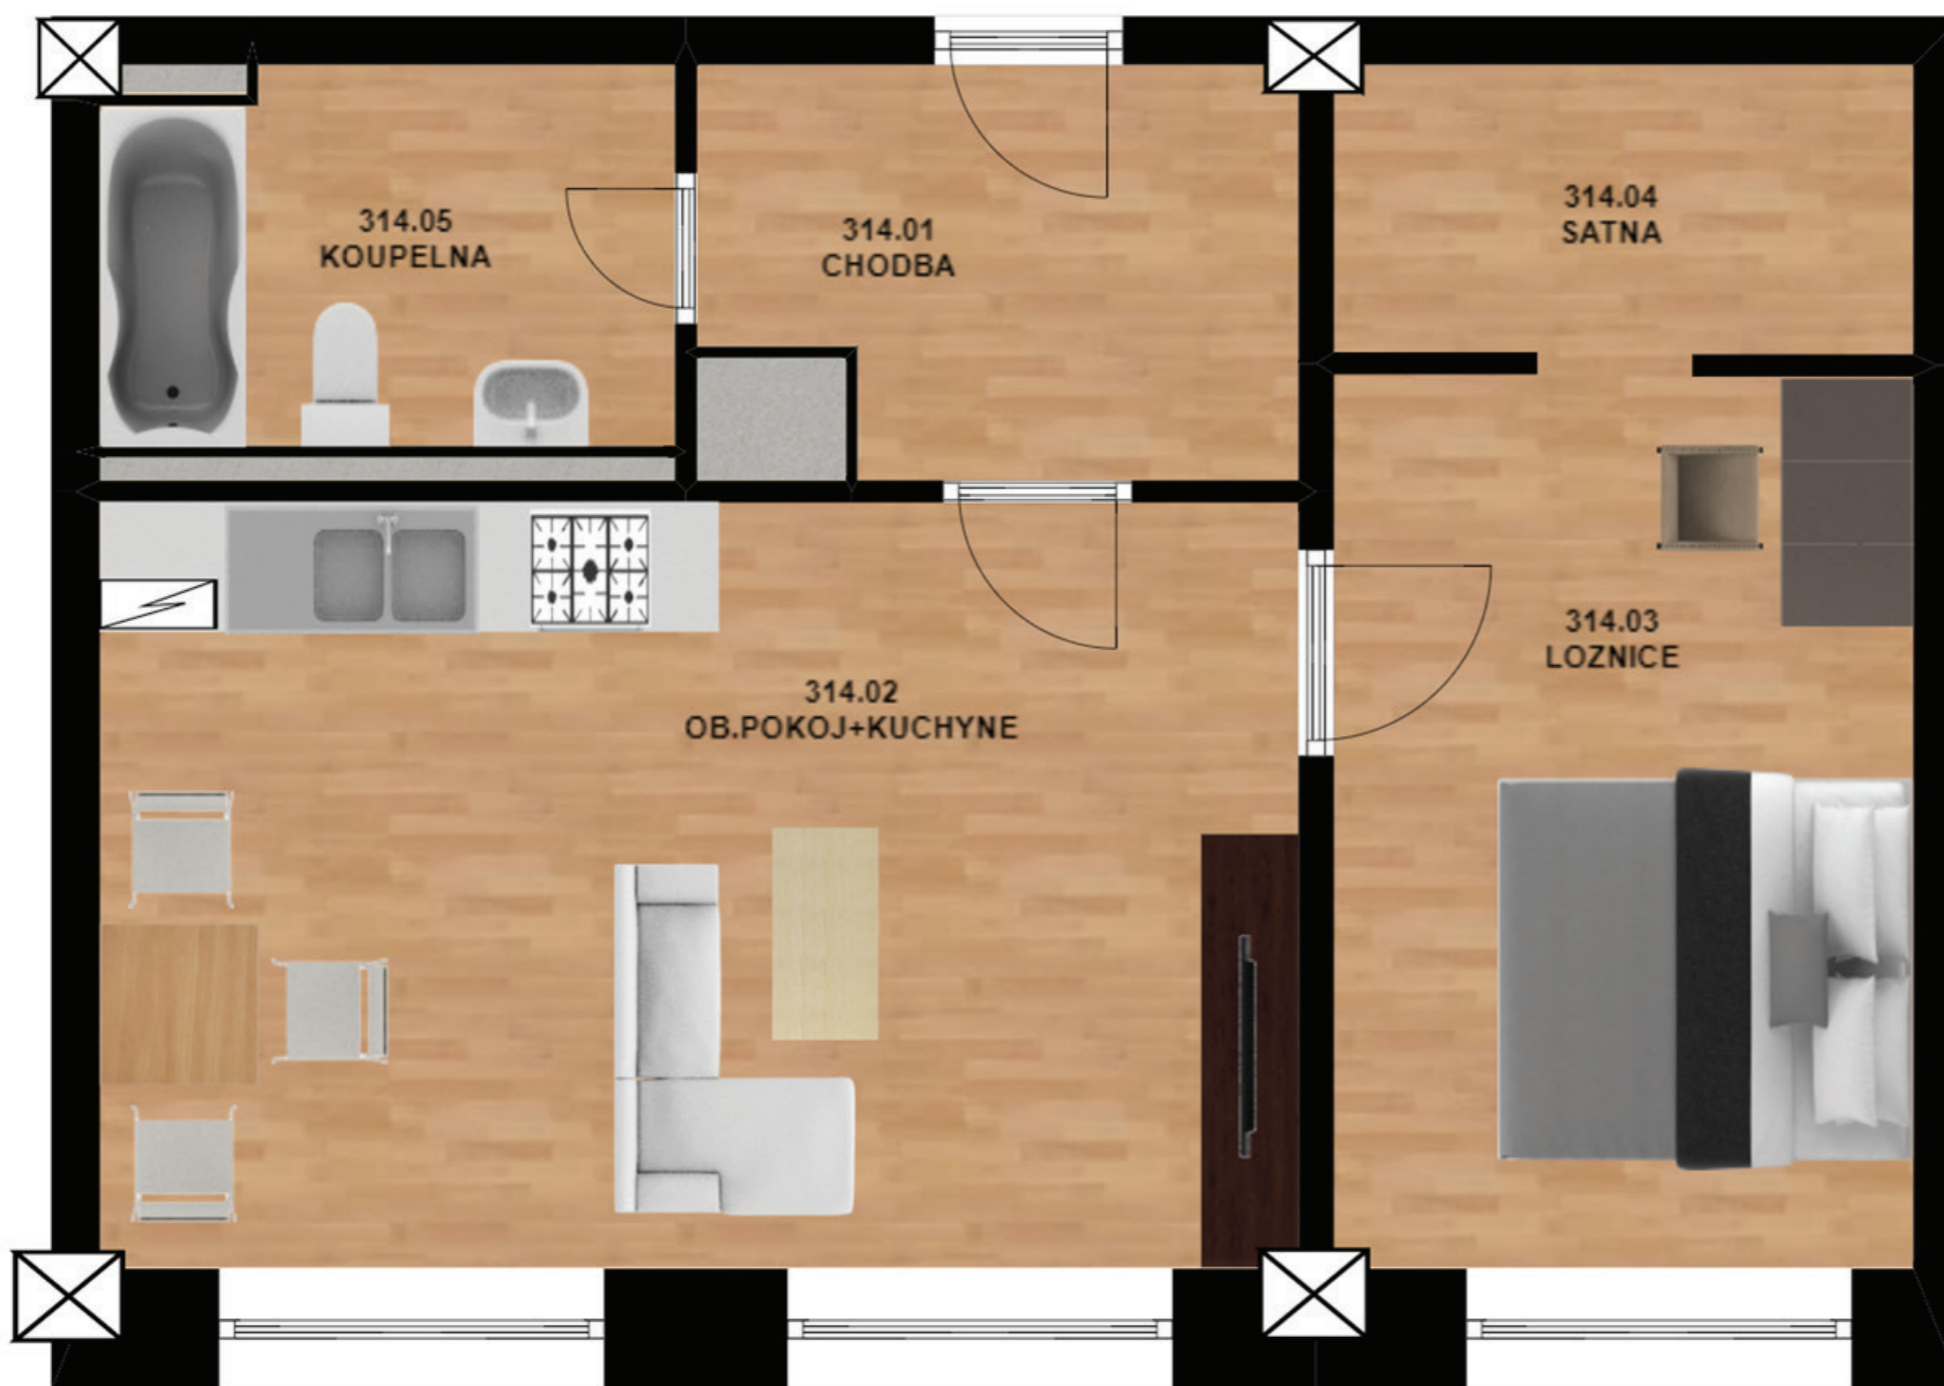 314.05
KOUPELNA
314.01
CHODBA
314.04
SATNA
314.03
LOZNICE
314.02
OB.POKOJ+KUCHYNE